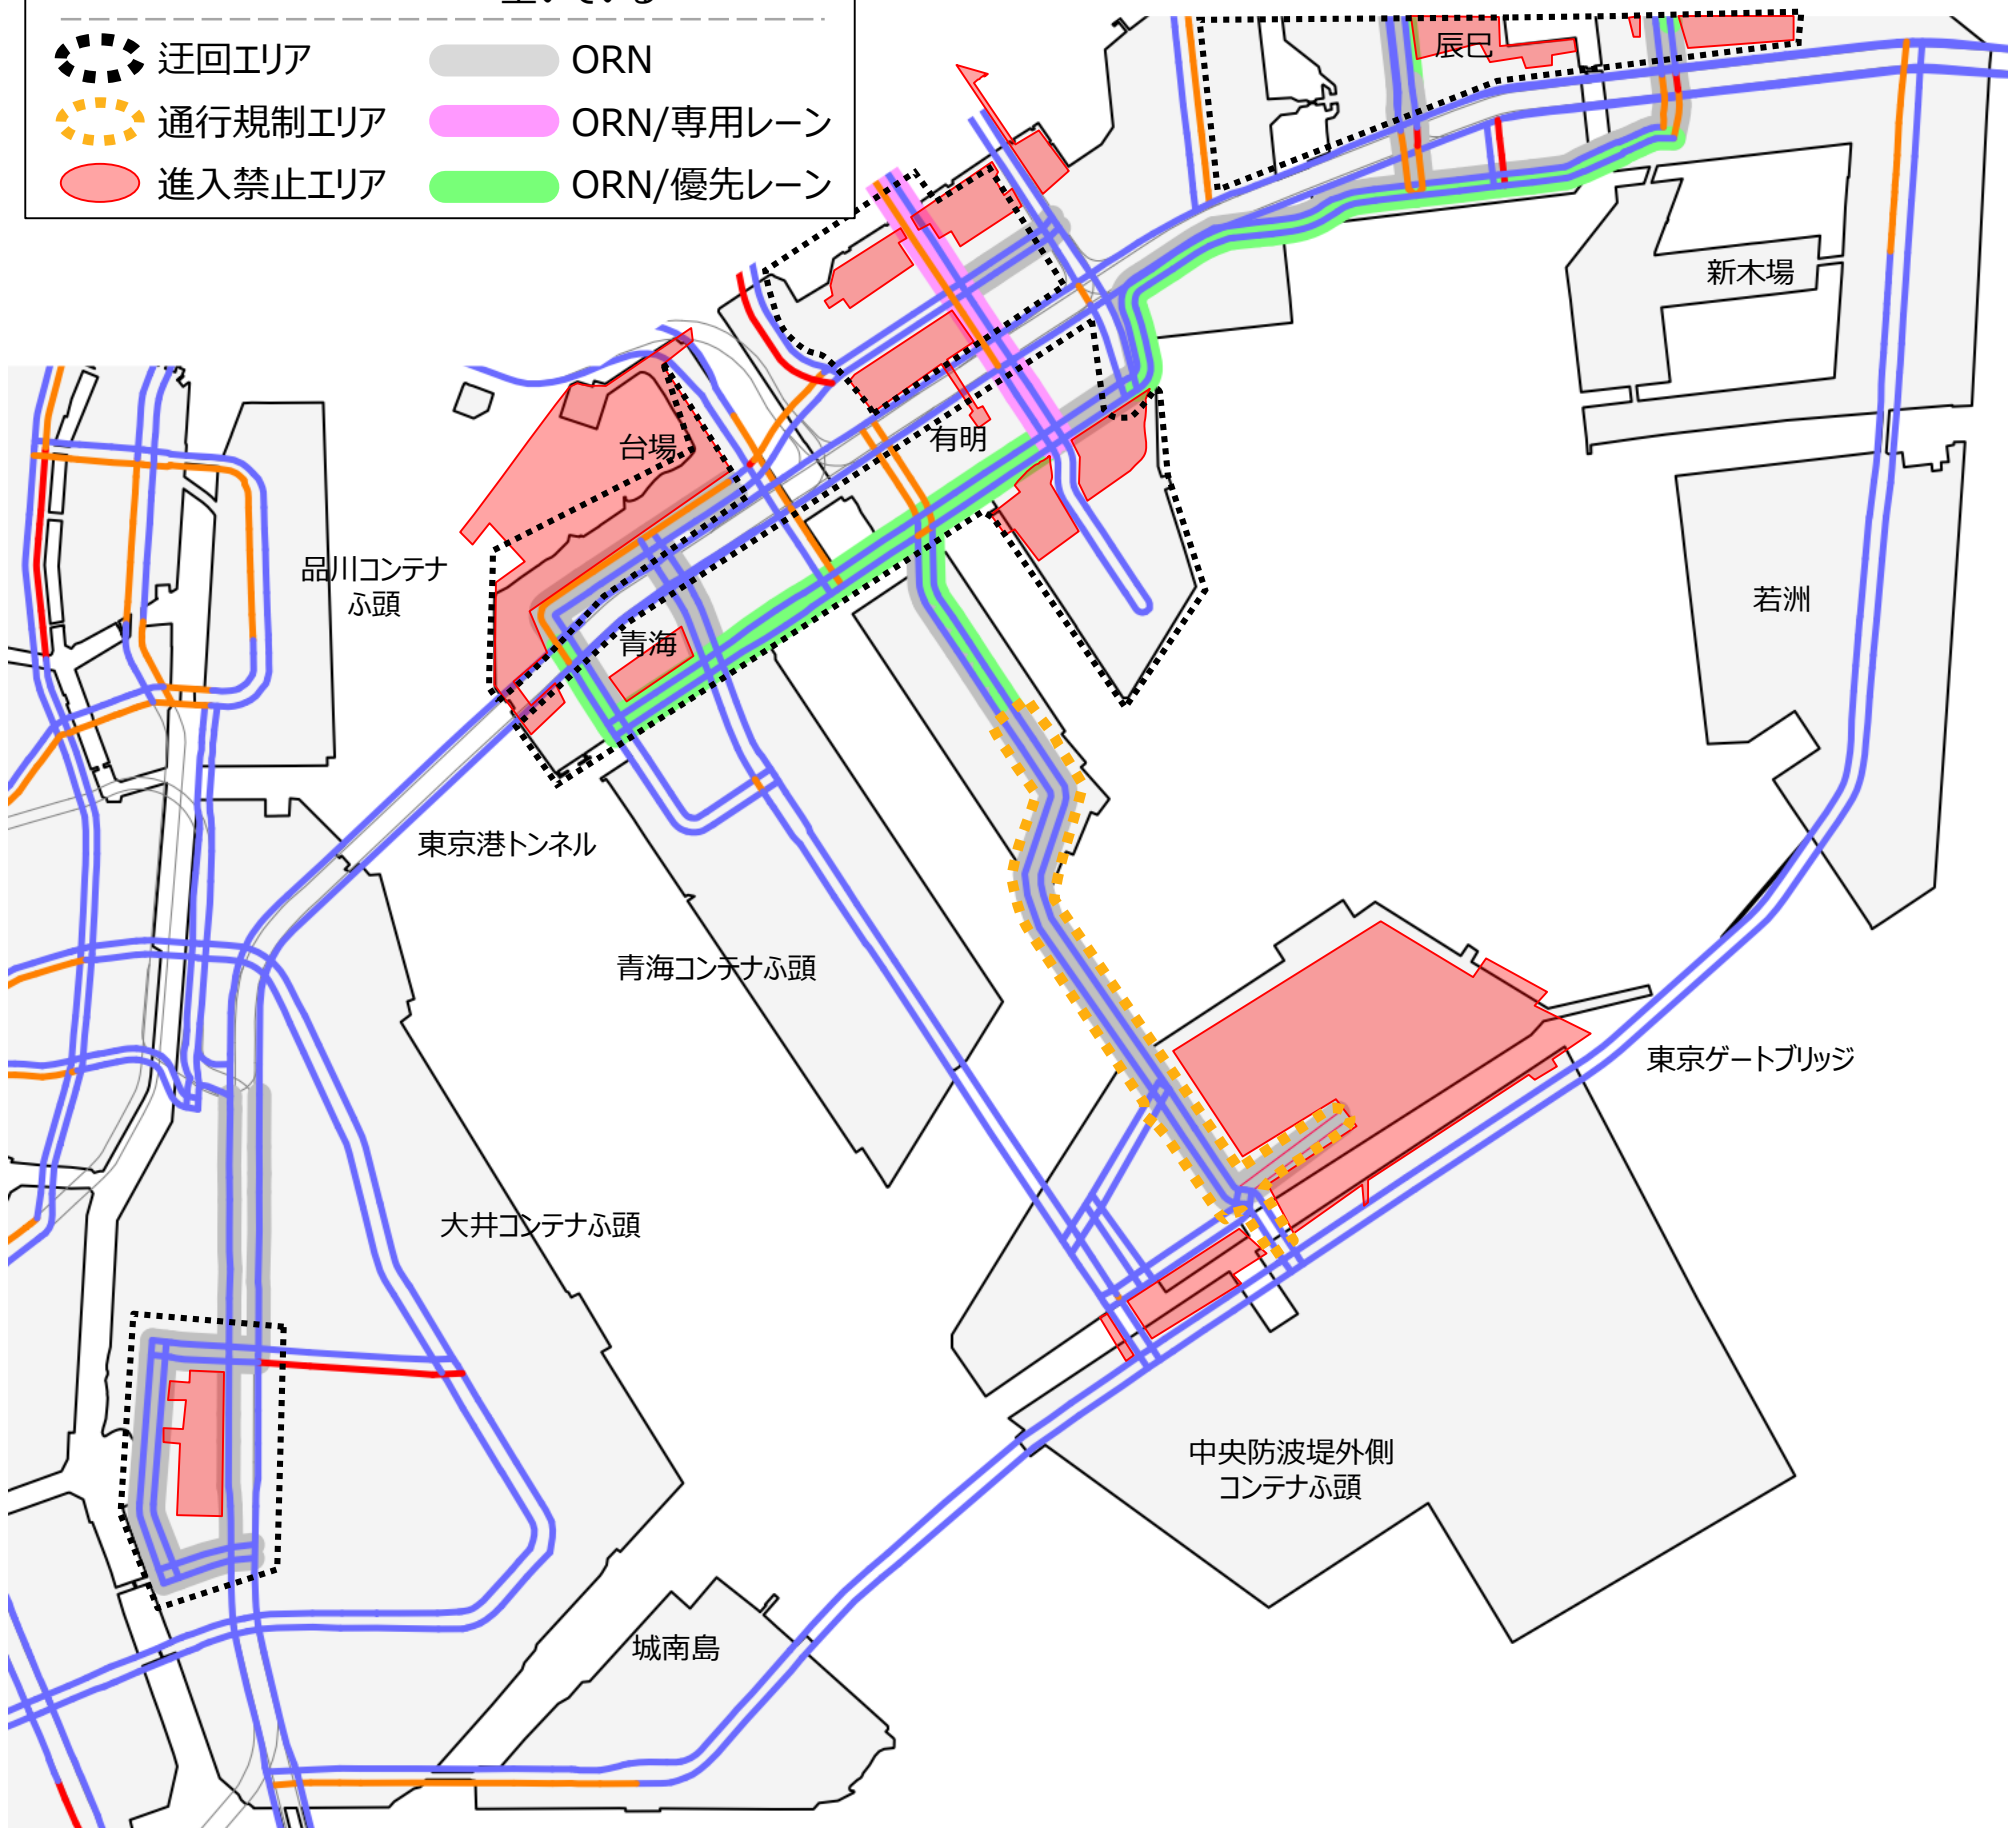 空いている
迂回エリア
ORN
通行規制エリア
ORN/専用レーン
進入禁止エリア
ORN/優先レーン
辰巳
新木場
有明
台場
品川コンテナ
ふ頭
若洲
青海
東京港トンネル
青海コンテナふ頭
東京ゲートブリッジ
大井コンテナふ頭
中央防波堤外側
コンテナふ頭
城南島